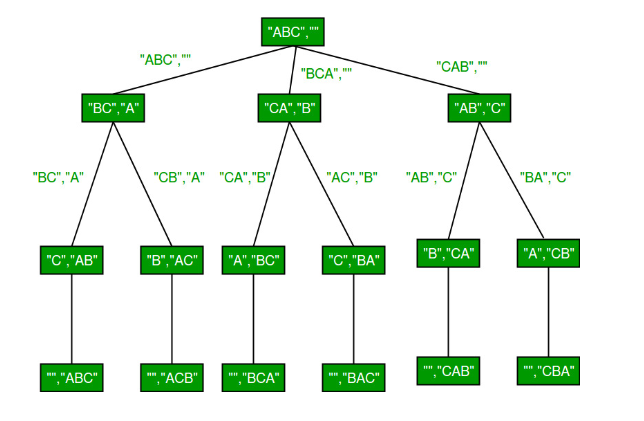 "ABC",""
"ABC",""
"BCA",""
"CAB",""
"BC","A"
"CA","B"
"AB","C"
"BC","A"
"CB","A"
"CA","B"
"AC","B"
"AB","C"
"BA","C"
"C","AB"
"B","AC"
"A","BC"
"C","BA"
"B","CA"
"A","CB"
"","ABC"
"","ACB"
"","BCA"
"","BAC"
"","CAB"
"","CBA"